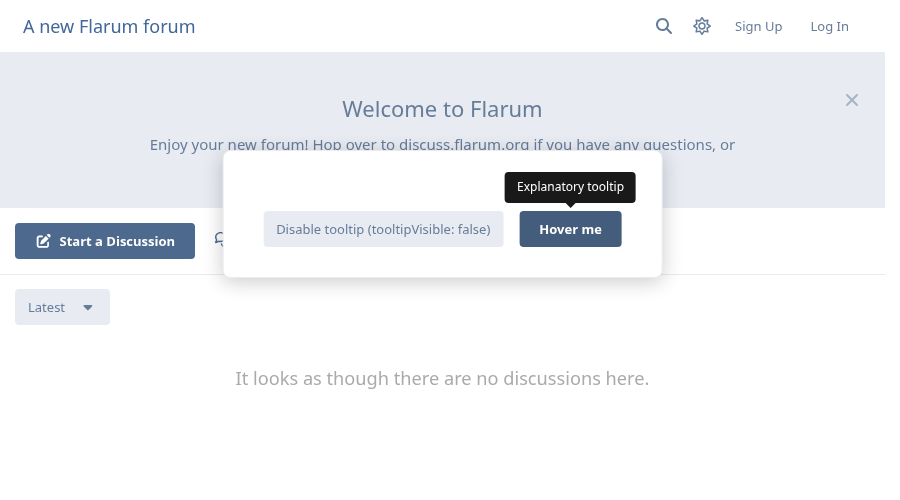 A new Flarum forum
Sign Up
Log In
Welcome to Flarum
Enjoy your new forum! Hop over to discuss.flarum.org if you have any questions, or
Explanatory tooltip
Disable tooltip (tooltipVisible: false)
Hover me
Start a Discussion
Latest
It looks as though there are no discussions here.